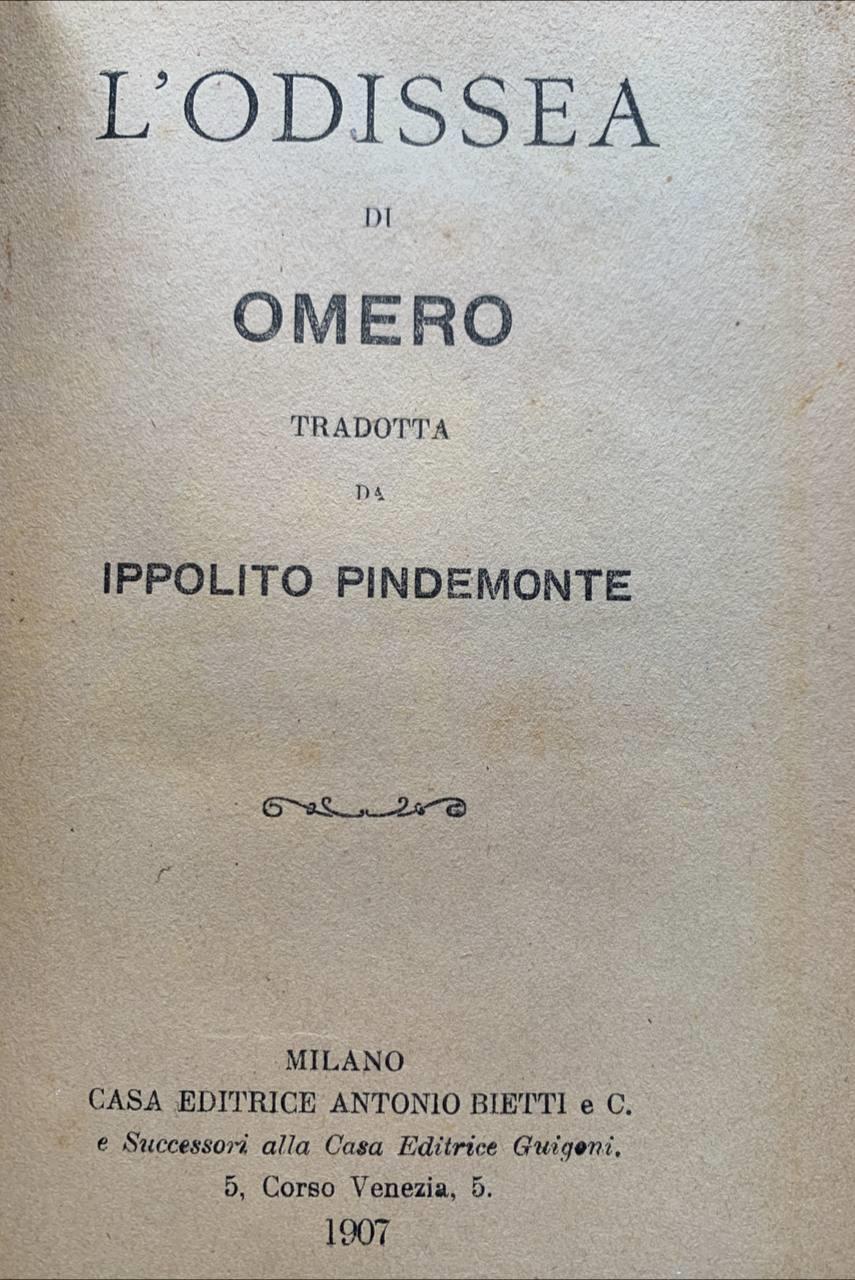 L'ODISSEA
DI
OMERO
TRADOTTA
DA
IPPOLITO PINDEMONTE
MILANO
CASA EDITRICE ANTONIO BIETTI e C.
e Successori alla Casa Editrice Guigoni.
5, Corso Venezia, 5.
1907